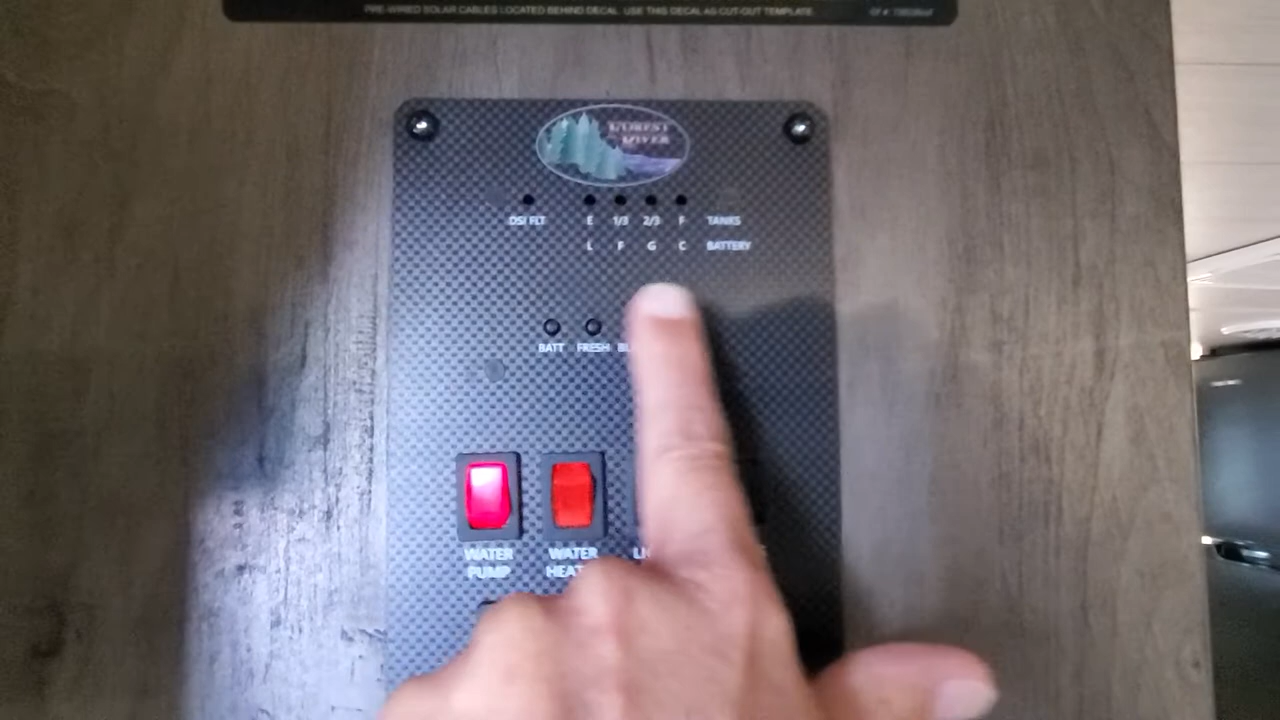 PRE-WIRED SOLAR CABLES LOCATED BEHIND DECAL. USE THIS DECAL AS CUT-OUT TEMPLATE
FOREST
RIVER
DSI FLT E 1/3 2/3 F TANKS
L F G C BATTERY
BATT FRESH
WATER PUMP
WATER